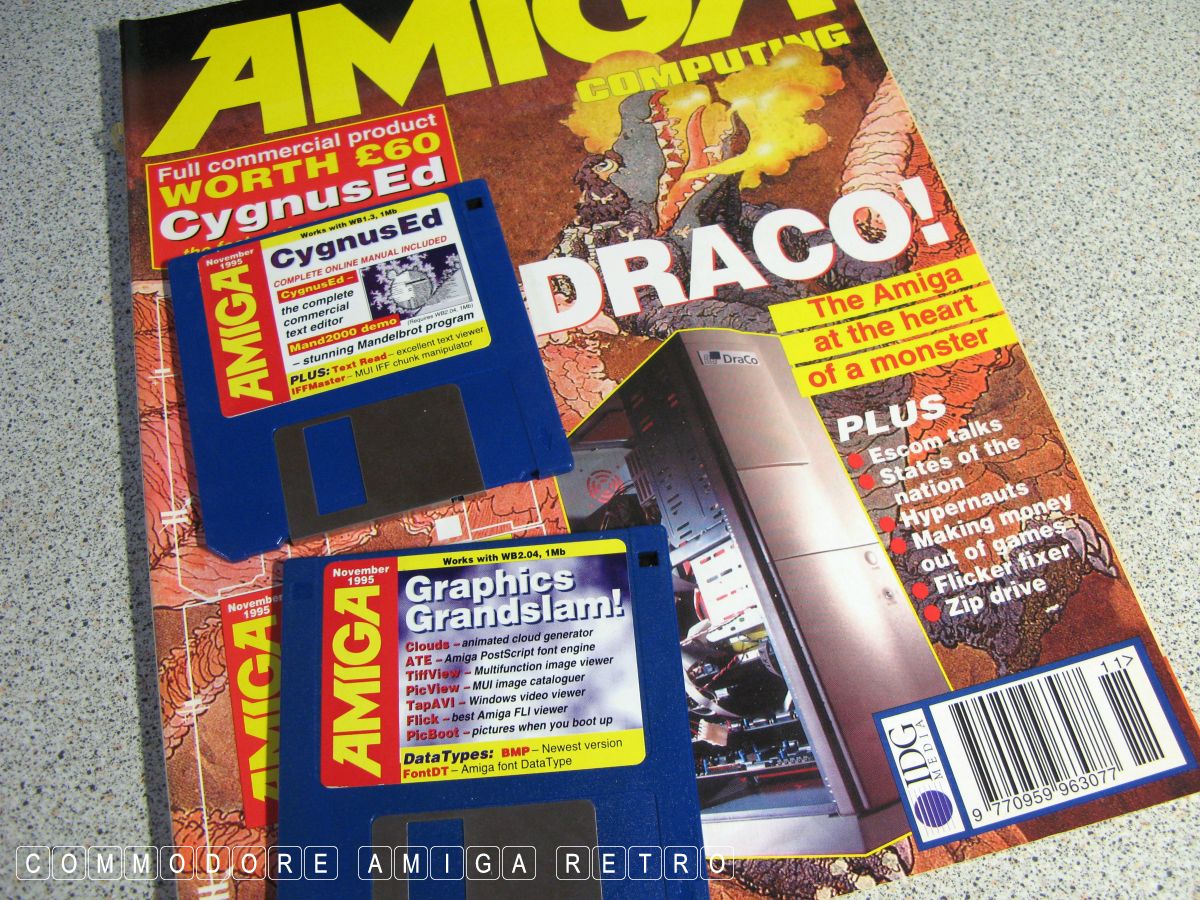 AMIGA
COMPUTING
Full commercial product
WORTH £60
CygnusEd
DRACO!
The Amiga
at the heart
of a monster
DraCo
PLUS
Escom talks
States of the
nation
Hypernauts
Making money
out of games
Flicker fixer
Zip drive
11>
IDG
MEDIA
9 770959 963077
November
1995
AMIGA
Works with WB1.3, 1Mb
CygnusEd
COMPLETE ONLINE MANUAL INCLUDED
CygnusEd –
the complete
commercial
text editor
(Requires WB2.04, 1Mb)
Mand2000 demo
– stunning Mandelbrot program
PLUS: Text Read – excellent text viewer
IFFMaster – MUI IFF chunk manipulator
November
1995
AMIGA
November
1995
AMIGA
Works with WB2.04, 1Mb
Graphics
Grandslam!
Clouds – animated cloud generator
ATE – Amiga PostScript font engine
TiffView – Multifunction image viewer
PicView – MUI image cataloguer
TapAVI – Windows video viewer
Flick – best Amiga FLI viewer
PicBoot – pictures when you boot up
DataTypes: BMP – Newest version
FontDT – Amiga font DataType
COMMODORE AMIGA RETRO